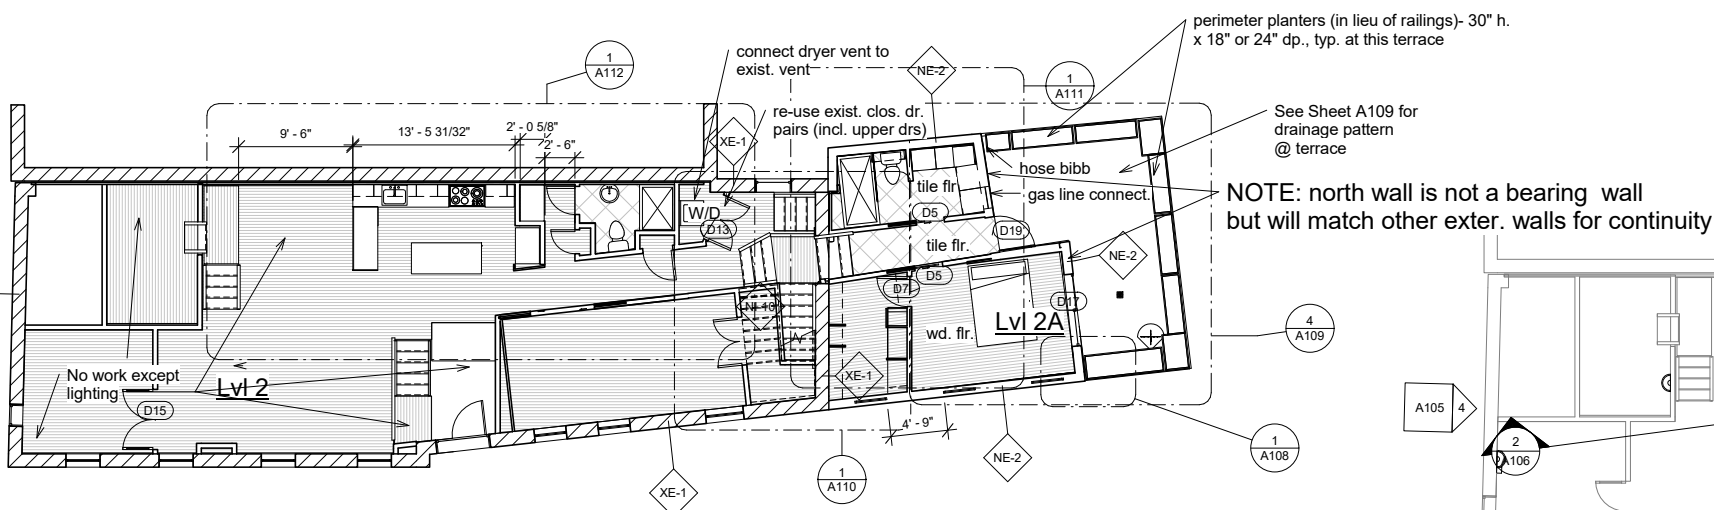 perimeter planters (in lieu of railings)- 30" h.
x 18" or 24" dp., typ. at this terrace
connect dryer vent to
exist. vent
1
A112
NE-2
1
A111
re-use exist. clos. dr.
pairs (incl. upper drs)
See Sheet A109 for
drainage pattern
@ terrace
9' - 6"
13' - 5 31/32"
2' - 0 5/8"
2' - 6"
XE-1
hose bibb
gas line connect.
NOTE: north wall is not a bearing wall
but will match other exter. walls for continuity
tile flr
W/D
D5
D13
D19
tile flr.
NE-2
D5
D7
D17
NI-10
Lvl 2A
wd. flr.
4
A109
No work except
lighting
Lvl 2
XE-1
D15
4' - 9"
A105
4
1
A108
2
A106
NE-2
1
A110
XE-1